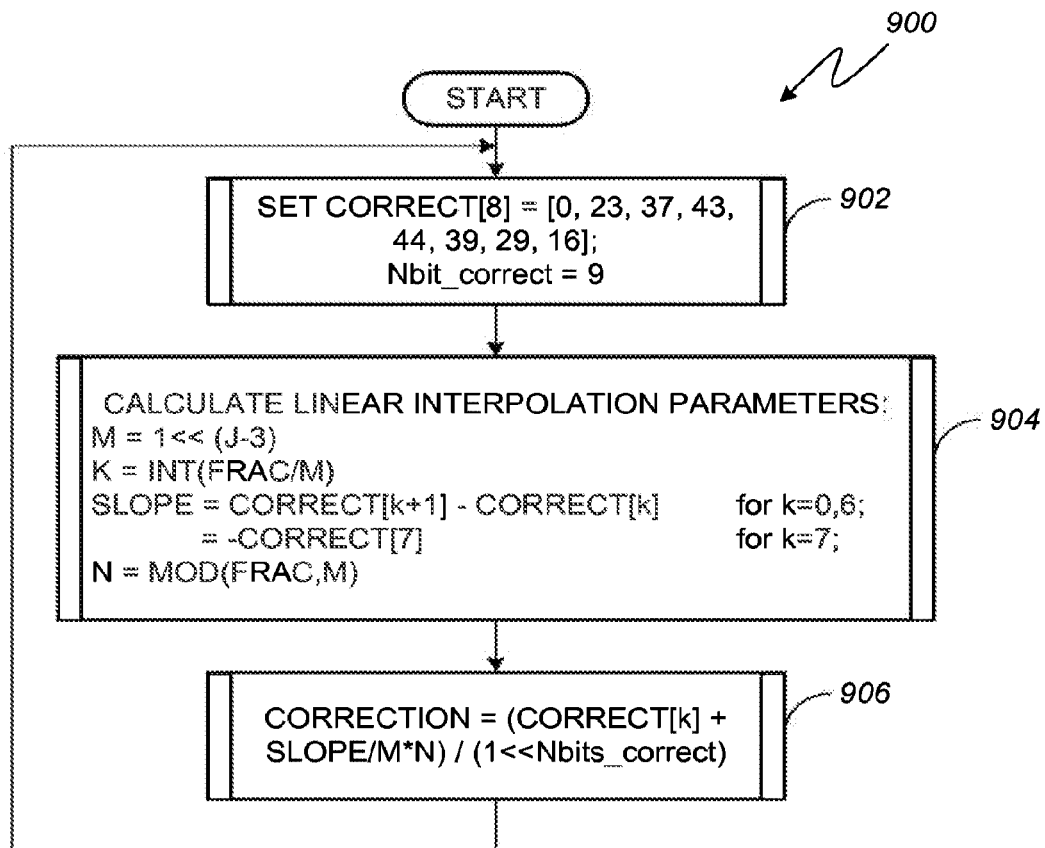 900
START
SET CORRECT[8] = [0, 23, 37, 43,
44, 39, 29, 16];
Nbit_correct = 9
902
CALCULATE LINEAR INTERPOLATION PARAMETERS:
M = 1<< (J-3)
K = INT(FRAC/M)
SLOPE = CORRECT[k+1] - CORRECT[k] for k=0,6;
= -CORRECT[7] for k=7;
N = MOD(FRAC,M)
904
CORRECTION = (CORRECT[k] +
SLOPE/M*N) / (1<<Nbits_correct)
906